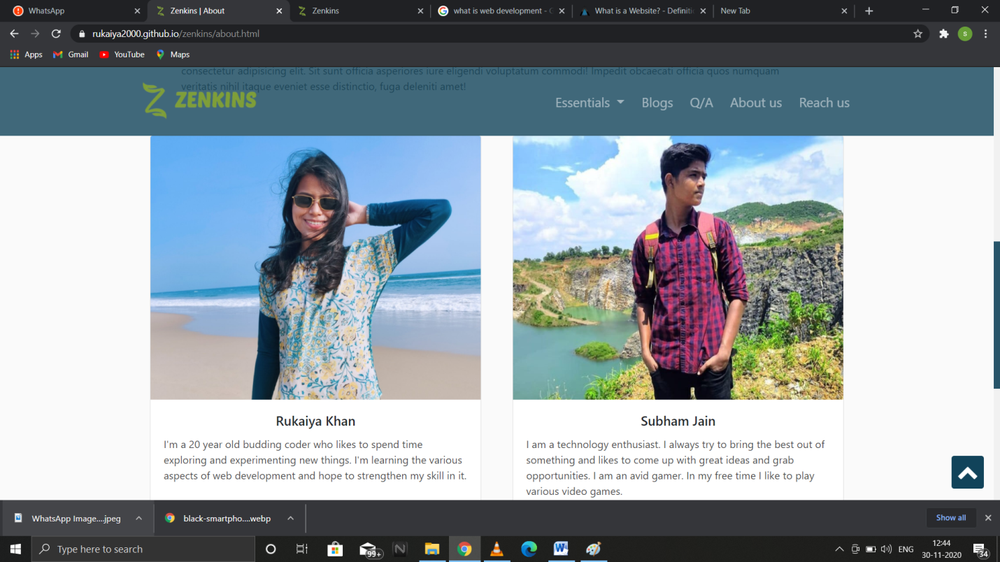 WhatsApp
Zenkins | About
Zenkins
what is web development - G
What is a Website? - Definiti
New Tab
rukaiya2000.github.io/zenkins/about.html
S
Apps
Gmail
YouTube
Maps
consectetur adipisicing elit. Sit sunt officia asperiores iure eligendi voluptatum commodi! Impedit obcaecati officia quos numquam
veritatis nihil itaque eveniet esse distinctio, fuga deleniti amet!
ZENKINS
Essentials
Blogs
Q/A
About us
Reach us
Rukaiya Khan
I'm a 20 year old budding coder who likes to spend time
exploring and experimenting new things. I'm learning the various
aspects of web development and hope to strengthen my skill in it.
Subham Jain
I am a technology enthusiast. I always try to bring the best out of
something and likes to come up with great ideas and grab
opportunities. I am an avid gamer. In my free time I like to play
various video games.
WhatsApp Image....jpeg
black-smartpho....webp
Show all
Type here to search
99+
N
W
ENG
12:44
30-11-2020
34